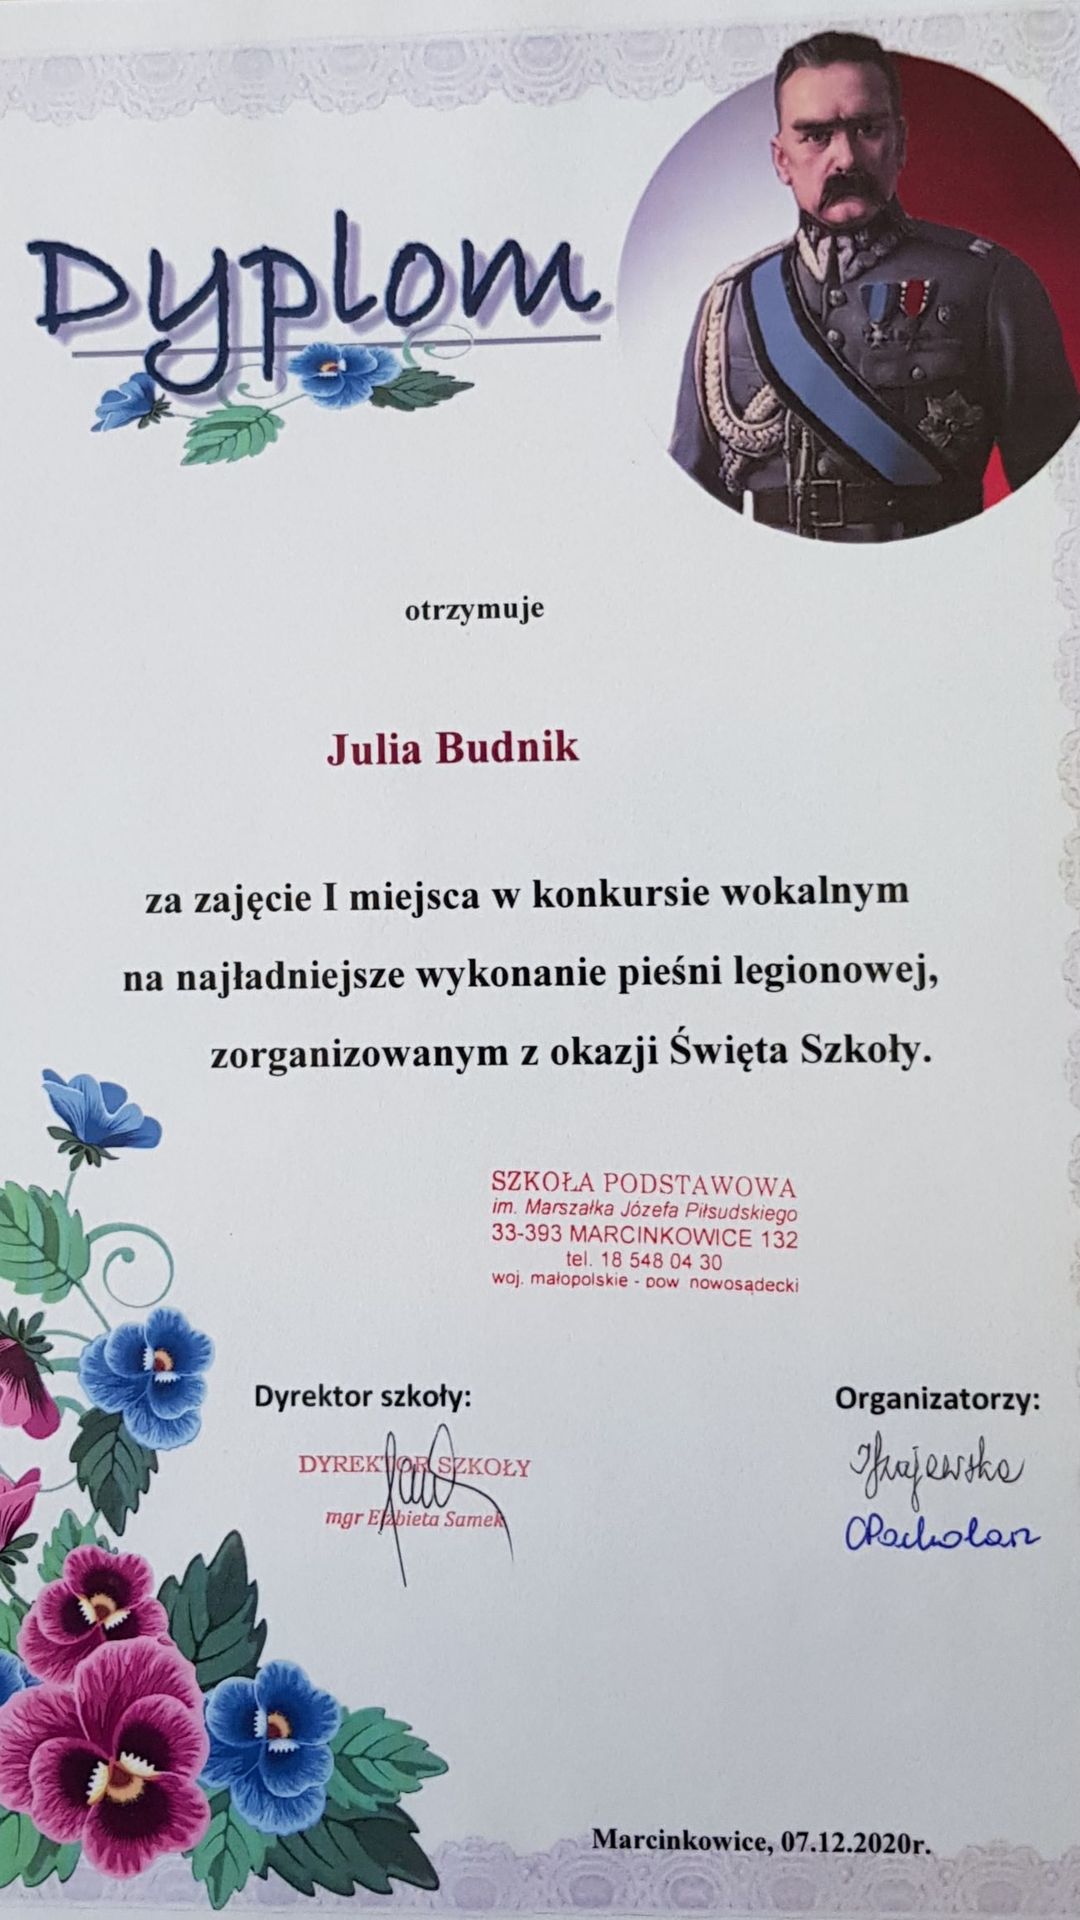 Dyplom
otrzymuje
Julia Budnik
za zajęcie I miejsca w konkursie wokalnym
na najładniejsze wykonanie pieśni legionowej,
zorganizowanym z okazji Święta Szkoły.
SZKOŁA PODSTAWOWA
im. Marszałka Józefa Piłsudskiego
33-393 MARCINKOWICE 132
tel. 18 548 04 30
woj. małopolskie - pow nowosądecki
Dyrektor szkoły:
DYREKTOR SZKOŁY
mgr Elżbieta Samek
Organizatorzy:
Marcinkowice, 07.12.2020r.